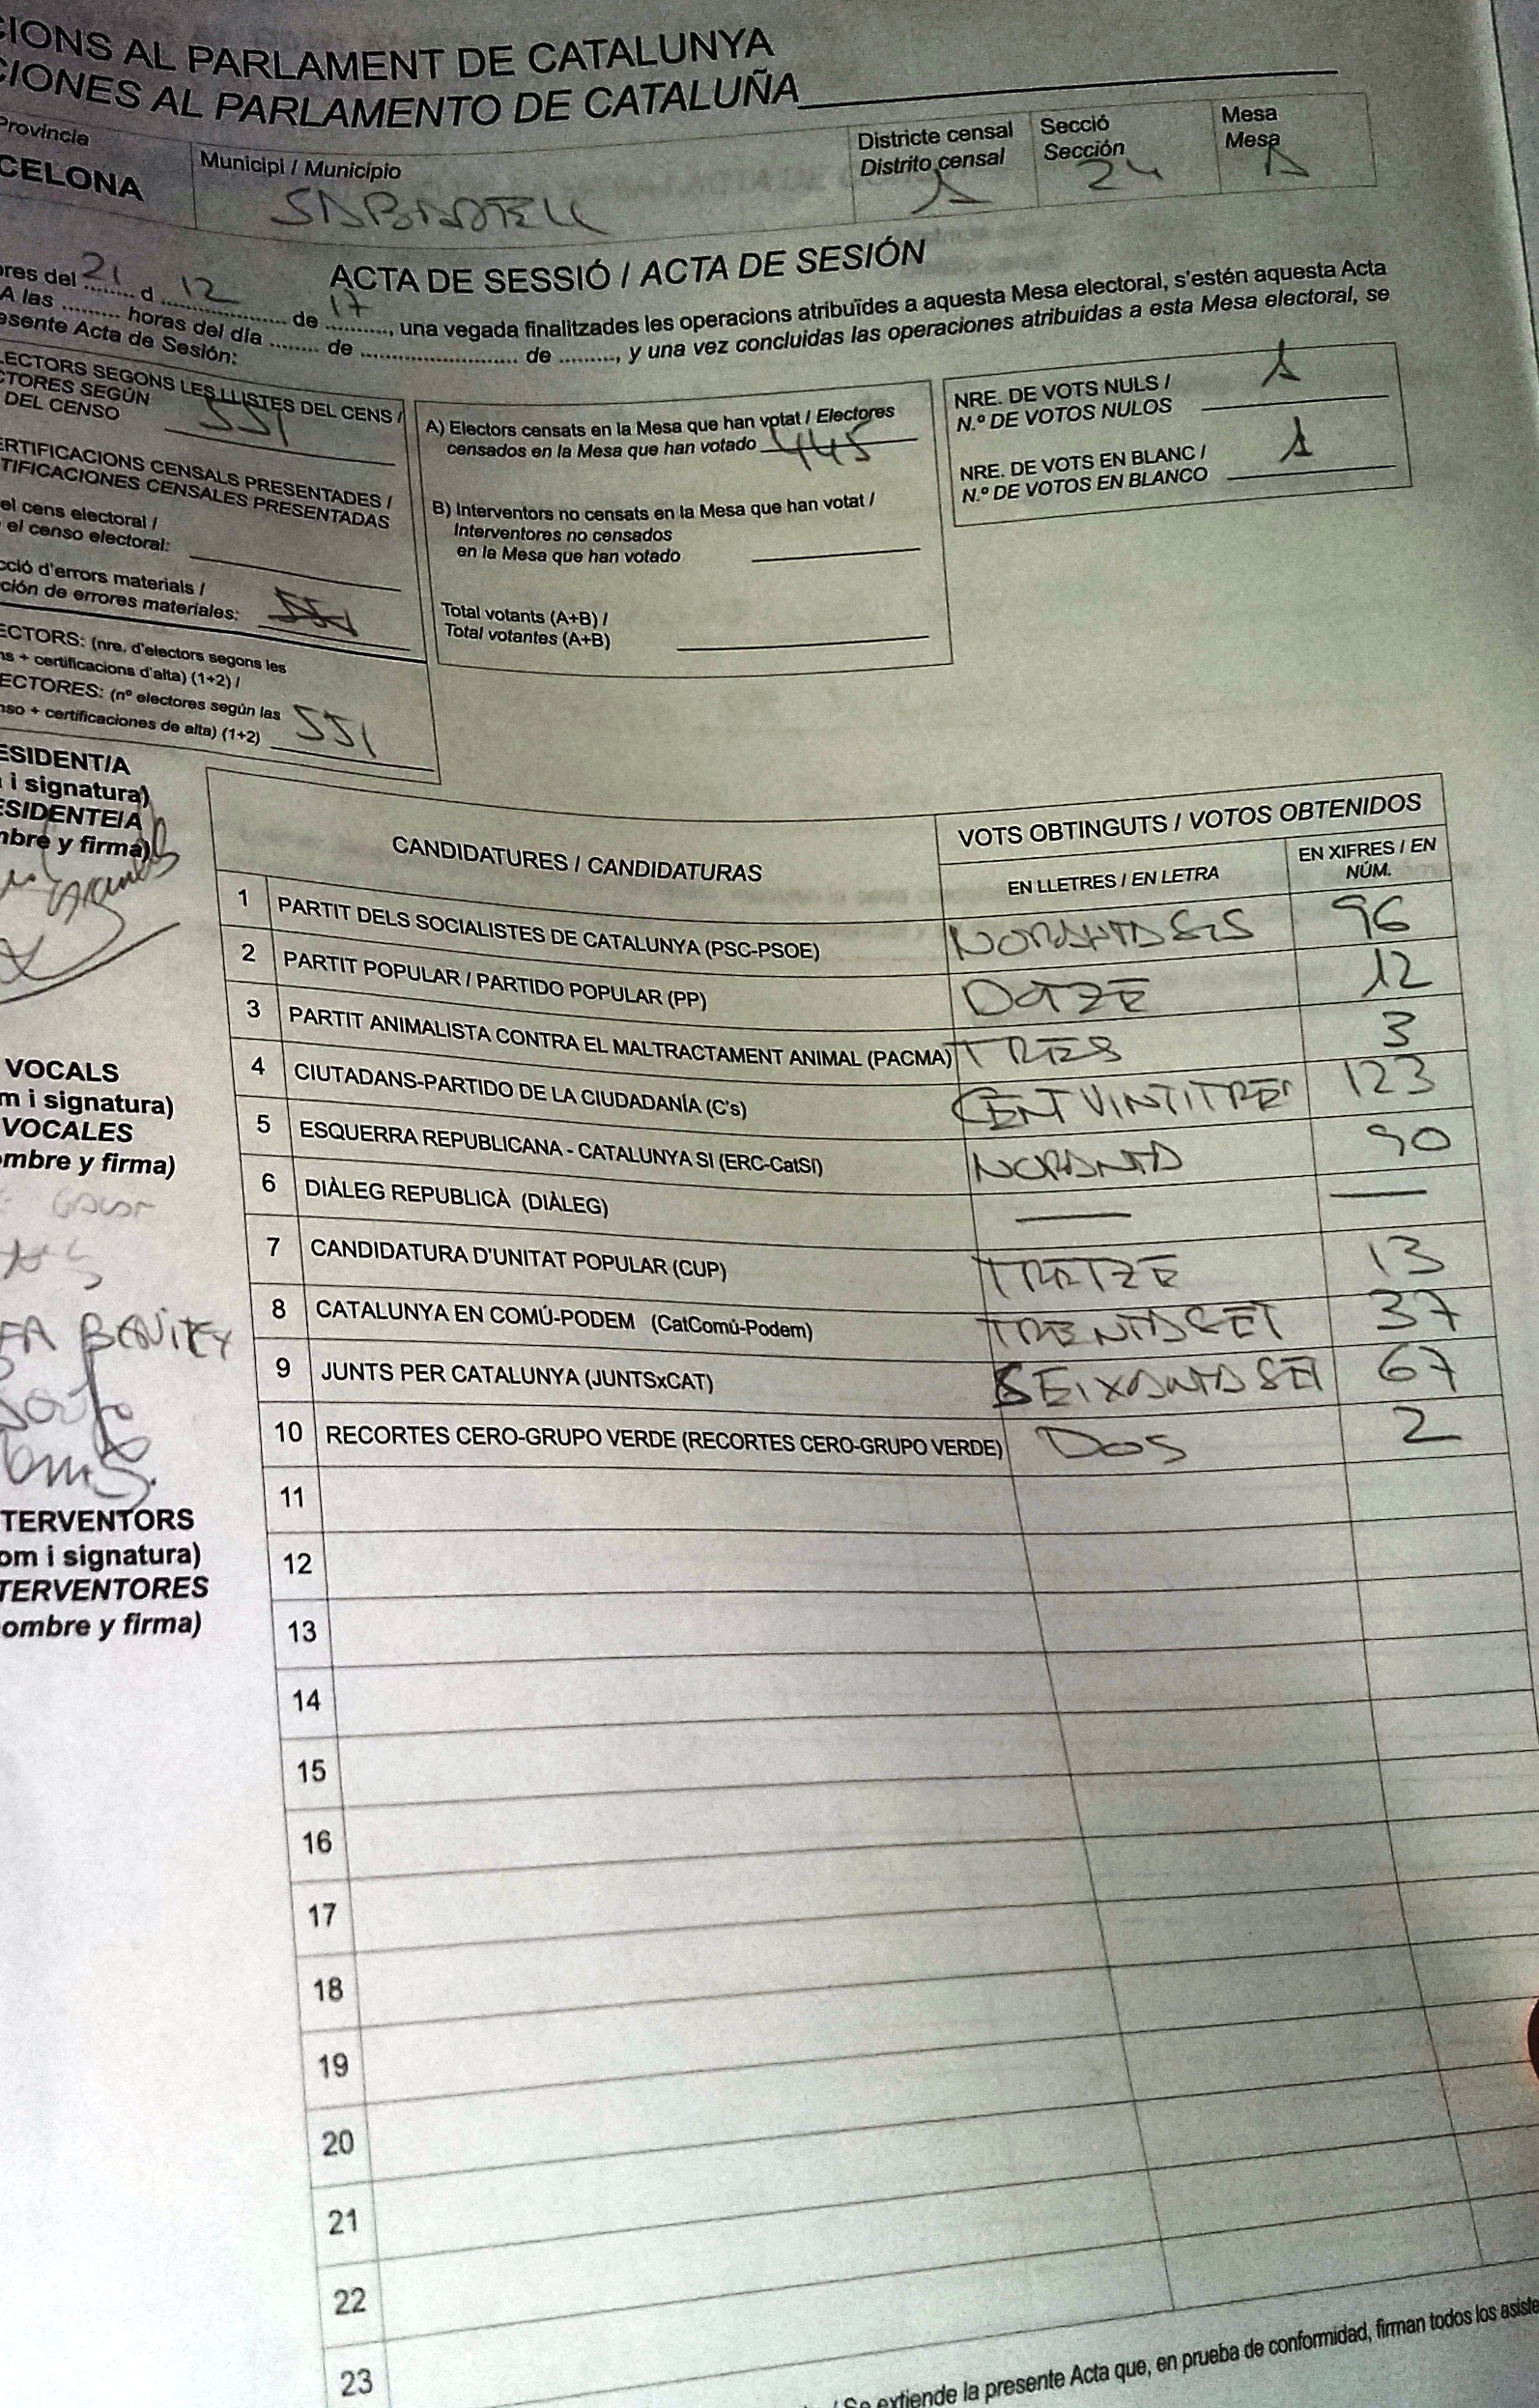 CIONS AL PARLAMENT DE CATALUNYA
CIONES AL PARLAMENTO DE CATALUÑA
Provincia
CELONA
Municipi / Municipio
SABADELL
Districte censal
Distrito censal
1
Secció
Sección
24
Mesa
Mesa
A
ACTA DE SESSIÓ / ACTA DE SESIÓN
ores del 21 d 12 de 17, una vegada finalitzades les operacions atribuïdes a aquesta Mesa electoral, s'estén aquesta Acta
A las ......... horas del día ........ de ........................ de ........., y una vez concluidas las operaciones atribuidas a esta Mesa electoral, se
esente Acta de Sesión:
LECTORS SEGONS LES LLISTES DEL CENS /
CTORES SEGÚN
DEL CENSO 551
ERTIFICACIONS CENSALS PRESENTADES /
TIFICACIONES CENSALES PRESENTADAS
el cens electoral /
el censo electoral:
cció d'errors materials /
ción de errores materiales: 551
ECTORS: (nre. d'electors segons les
ns + certificacions d'alta) (1+2) /
ECTORES: (nº electores según las
nso + certificaciones de alta) (1+2) 551
A) Electors censats en la Mesa que han votat / Electores
censados en la Mesa que han votado 445
B) Interventors no censats en la Mesa que han votat /
Interventores no censados
en la Mesa que han votado
Total votants (A+B) /
Total votantes (A+B)
NRE. DE VOTS NULS /
N.º DE VOTOS NULOS 1
NRE. DE VOTS EN BLANC /
N.º DE VOTOS EN BLANCO 1
ESIDENT/A
i signatura)
ESIDENTE/A
mbre y firma)
VOCALS
m i signatura)
VOCALES
ombre y firma)
BENITEZ
TERVENTORS
om i signatura)
TERVENTORES
ombre y firma)
CANDIDATURES / CANDIDATURAS
VOTS OBTINGUTS / VOTOS OBTENIDOS
EN LLETRES / EN LETRA
EN XIFRES / EN
NÚM.
1 PARTIT DELS SOCIALISTES DE CATALUNYA (PSC-PSOE) NORANTA SIS 96
2 PARTIT POPULAR / PARTIDO POPULAR (PP) DOTZE 12
3 PARTIT ANIMALISTA CONTRA EL MALTRACTAMENT ANIMAL (PACMA) TRES 3
4 CIUTADANS-PARTIDO DE LA CIUDADANÍA (C's) CENT VINTITRES 123
5 ESQUERRA REPUBLICANA - CATALUNYA SI (ERC-CatSI) NORANTA 90
6 DIÀLEG REPUBLICÀ (DIÀLEG) — —
7 CANDIDATURA D'UNITAT POPULAR (CUP) TRETZE 13
8 CATALUNYA EN COMÚ-PODEM (CatComú-Podem) TRENTA SET 37
9 JUNTS PER CATALUNYA (JUNTSxCAT) SEIXANTA SET 67
10 RECORTES CERO-GRUPO VERDE (RECORTES CERO-GRUPO VERDE) DOS 2
11
12
13
14
15
16
17
18
19
20
21
22
23
/ Se extiende la presente Acta que, en prueba de conformidad, firman todos los asiste